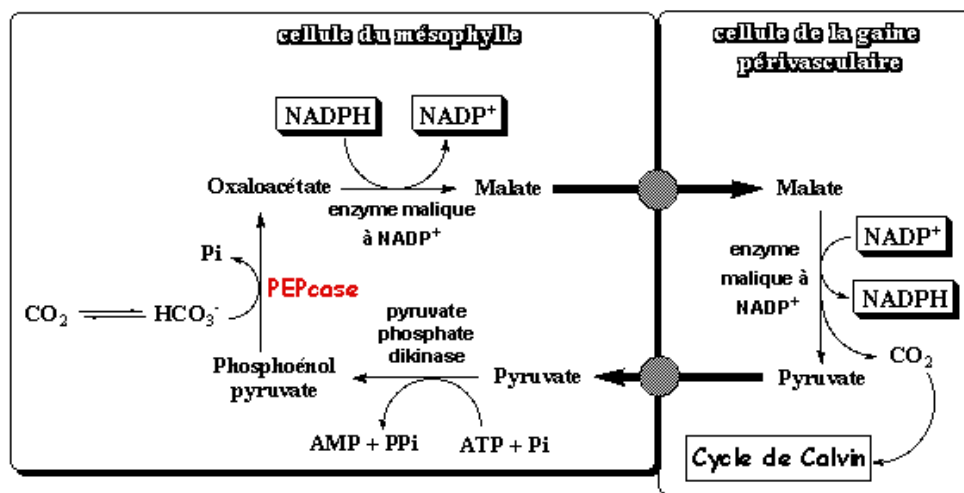 cellule du mésophylle
cellule de la gaine
périvasculaire
NADPH
NADP⁺
Oxaloacétate
Malate
enzyme malique
à NADP⁺
Malate
Pi
PEPcase
CO₂
HCO₃⁻
enzyme
malique à
NADP⁺
NADP⁺
NADPH
pyruvate
phosphate
dikinase
Phosphoénol
pyruvate
Pyruvate
Pyruvate
CO₂
AMP + PPi
ATP + Pi
Cycle de Calvin